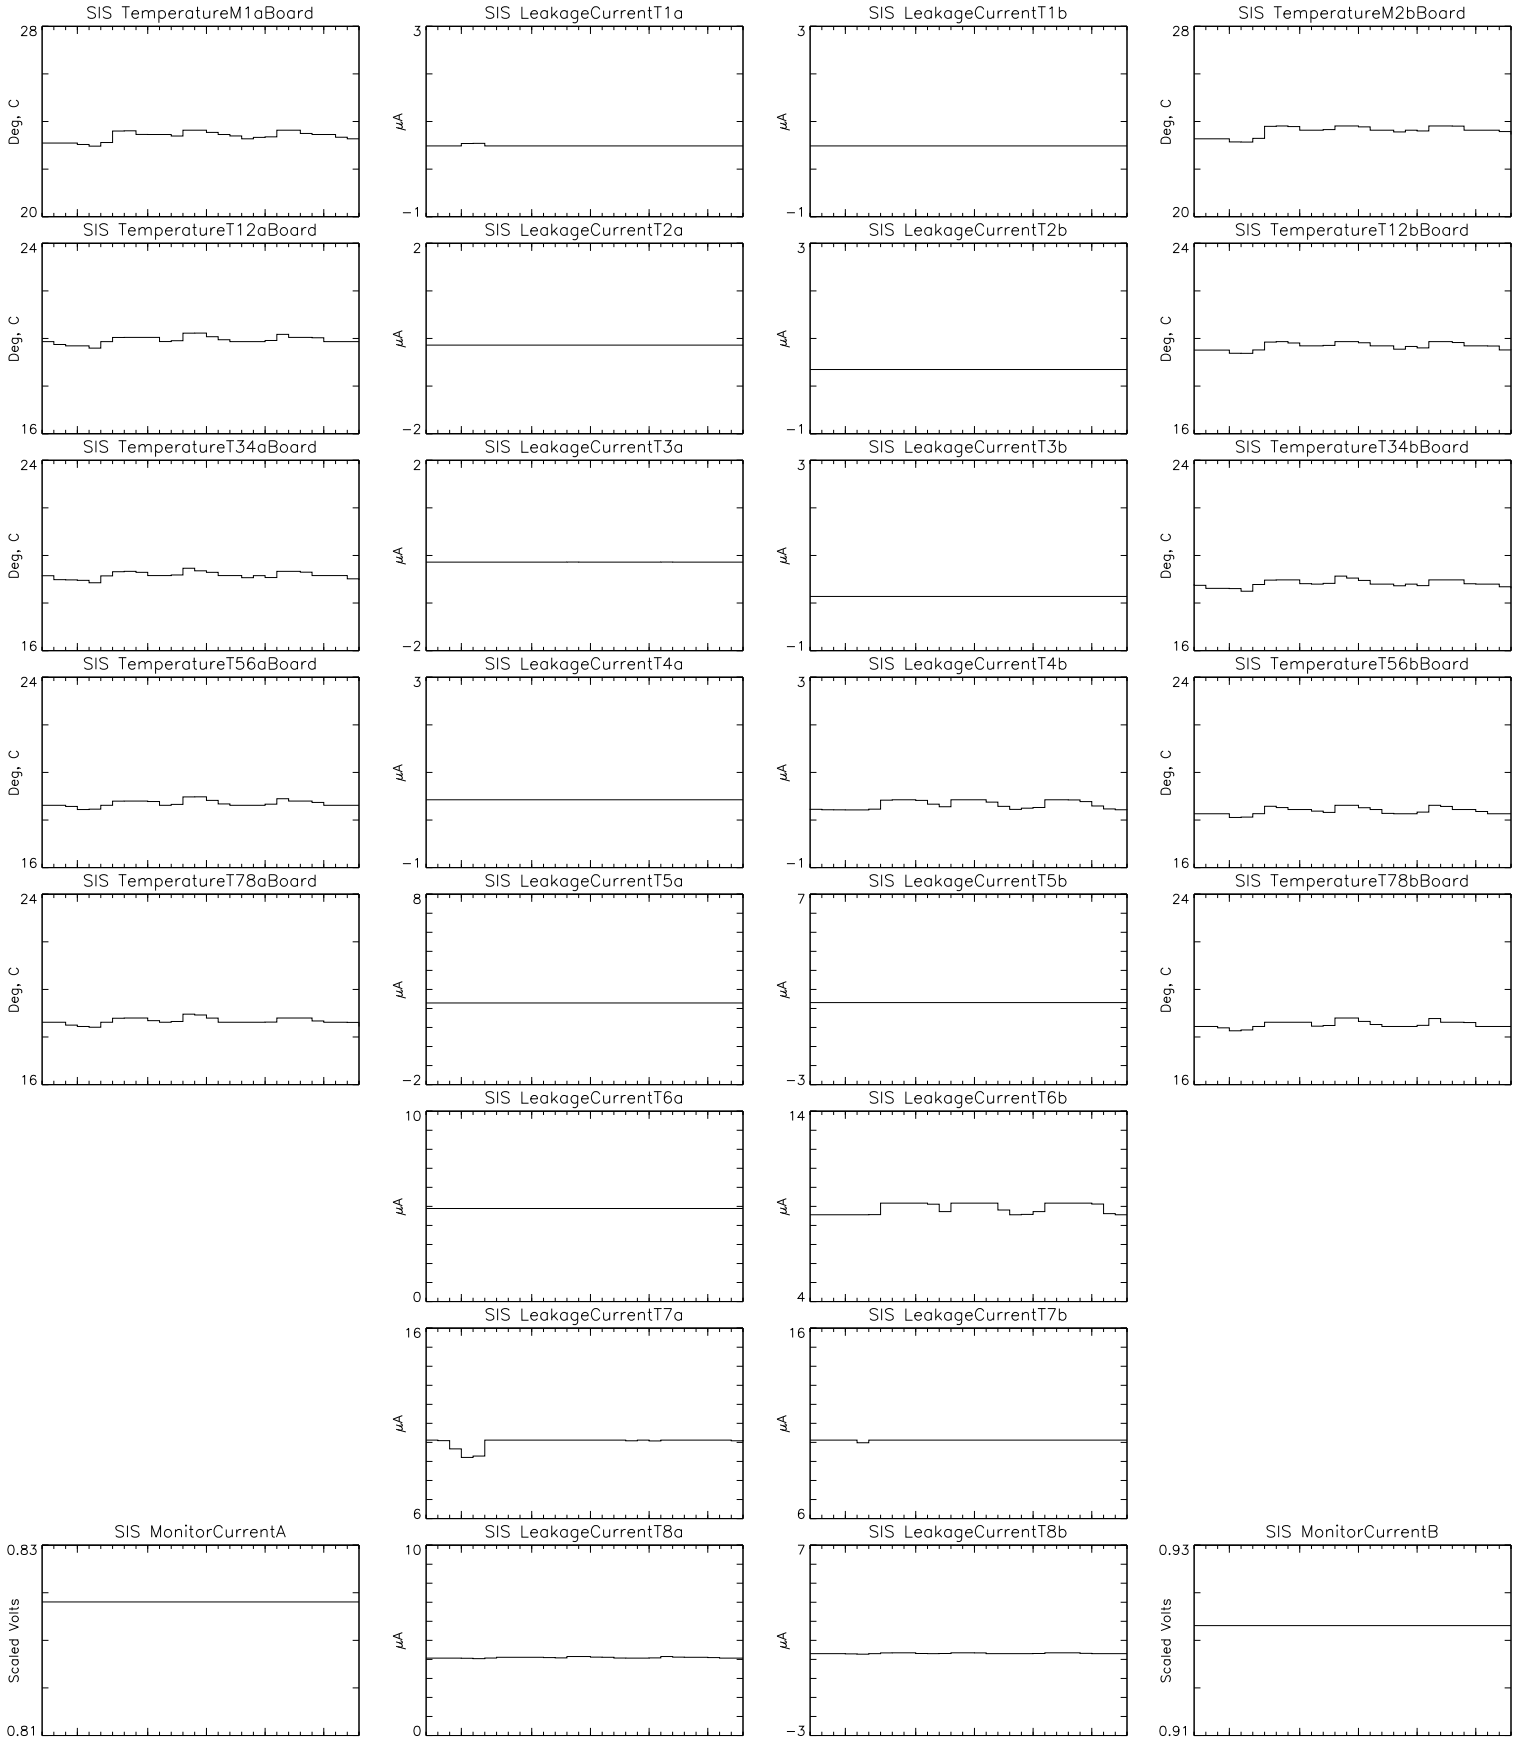 SIS TemperatureM1aBoard
28
Deg, C
20
SIS LeakageCurrentT1a
3
μA
-1
SIS LeakageCurrentT1b
3
μA
-1
SIS TemperatureM2bBoard
28
Deg, C
20
SIS TemperatureT12aBoard
24
Deg, C
16
SIS LeakageCurrentT2a
2
μA
-2
SIS LeakageCurrentT2b
3
μA
-1
SIS TemperatureT12bBoard
24
Deg, C
16
SIS TemperatureT34aBoard
24
Deg, C
16
SIS LeakageCurrentT3a
2
μA
-2
SIS LeakageCurrentT3b
3
μA
-1
SIS TemperatureT34bBoard
24
Deg, C
16
SIS TemperatureT56aBoard
24
Deg, C
16
SIS LeakageCurrentT4a
3
μA
-1
SIS LeakageCurrentT4b
3
μA
-1
SIS TemperatureT56bBoard
24
Deg, C
16
SIS TemperatureT78aBoard
24
Deg, C
16
SIS LeakageCurrentT5a
8
μA
-2
SIS LeakageCurrentT5b
7
μA
-3
SIS TemperatureT78bBoard
24
Deg, C
16
SIS LeakageCurrentT6a
10
μA
0
SIS LeakageCurrentT6b
14
μA
4
SIS LeakageCurrentT7a
16
μA
6
SIS LeakageCurrentT7b
16
μA
6
SIS MonitorCurrentA
0.83
Scaled Volts
0.81
SIS LeakageCurrentT8a
10
μA
0
SIS LeakageCurrentT8b
7
μA
-3
SIS MonitorCurrentB
0.93
Scaled Volts
0.91